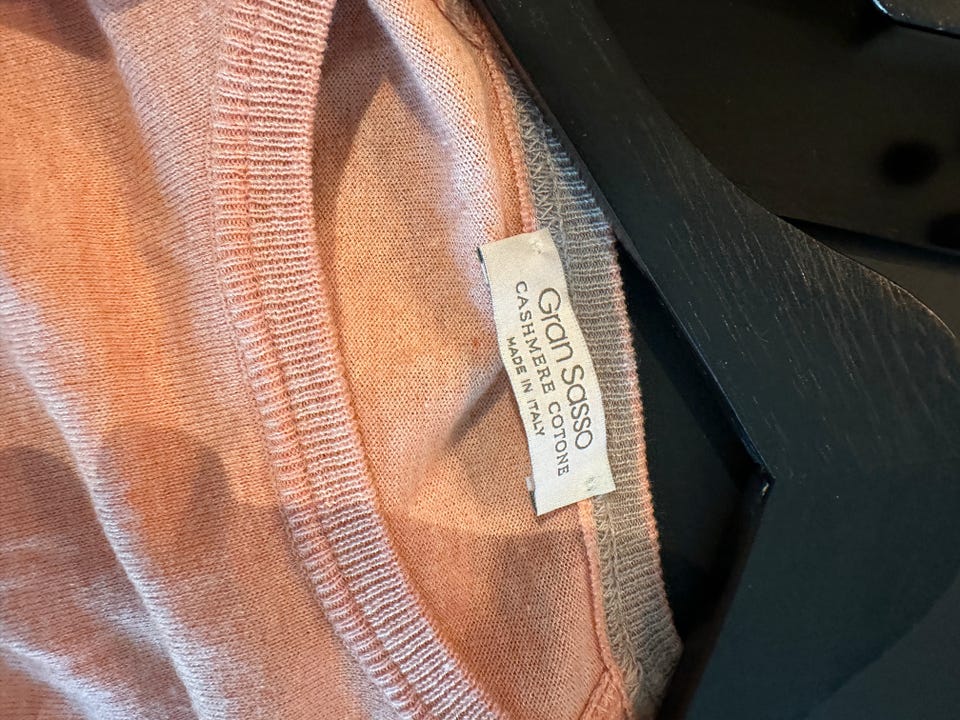 Gran Sasso
CASHMERE COTONE
MADE IN ITALY